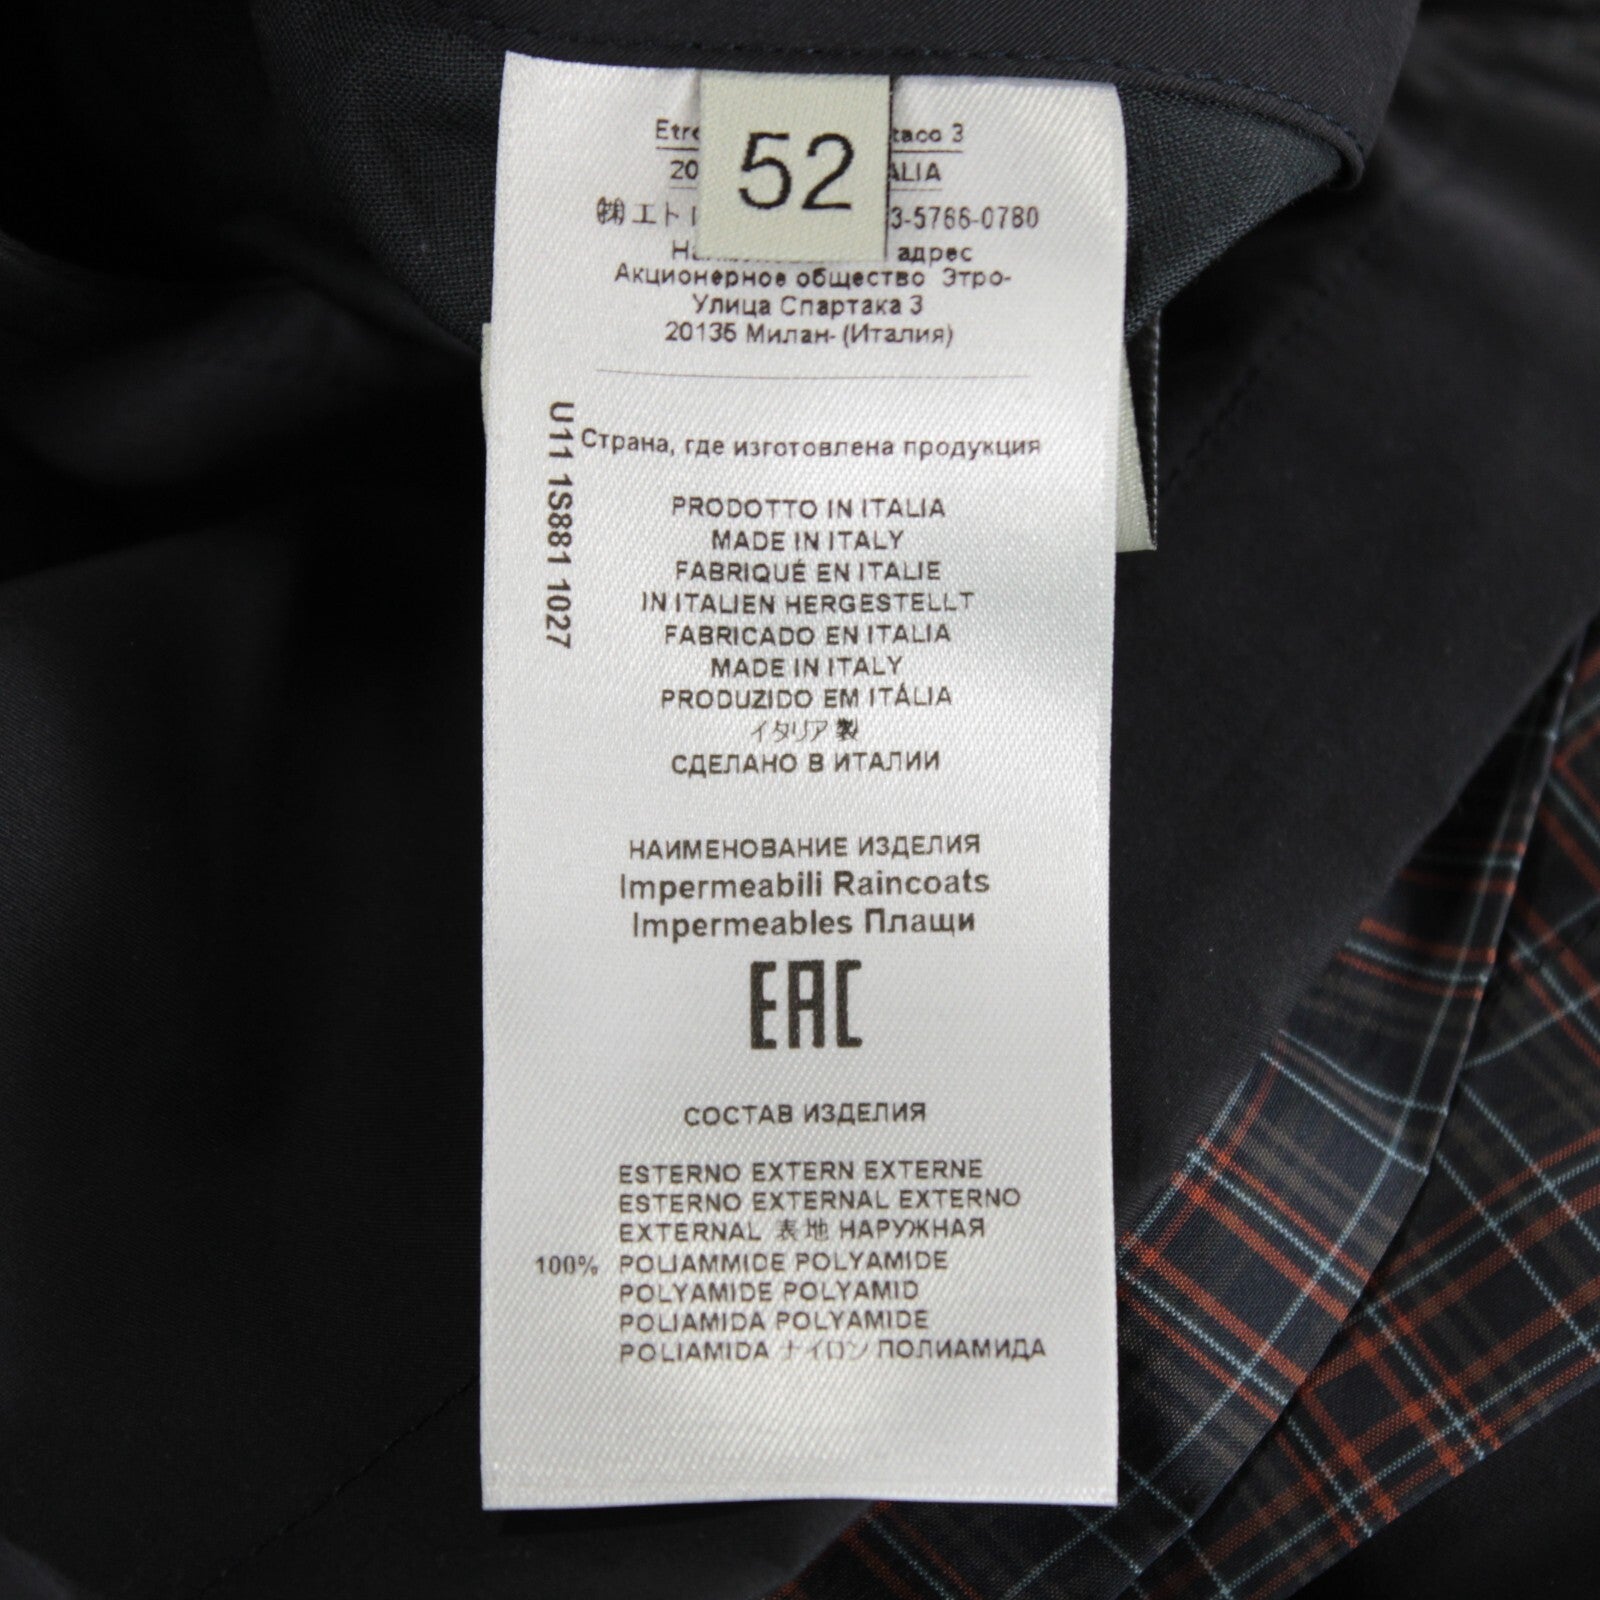 52
taco 3
20 ALIA
㈱エト 3-5766-0780
адрес
Акционерное общество Этро-
Улица Спартака 3
20135 Милан- (Италия)
U11 1S881 1027
Страна, где изготовлена продукция
PRODOTTO IN ITALIA
MADE IN ITALY
FABRIQUÉ EN ITALIE
IN ITALIEN HERGESTELLT
FABRICADO EN ITALIA
MADE IN ITALY
PRODUZIDO EM ITÁLIA
イタリア製
СДЕЛАНО В ИТАЛИИ
НАИМЕНОВАНИЕ ИЗДЕЛИЯ
Impermeabili Raincoats
Impermeables Плащи
EAC
СОСТАВ ИЗДЕЛИЯ
ESTERNO EXTERN EXTERNE
ESTERNO EXTERNAL EXTERNO
EXTERNAL 表地 НАРУЖНАЯ
100% POLIAMMIDE POLYAMIDE
POLYAMIDE POLYAMID
POLIAMIDA POLYAMIDE
POLIAMIDA ナイロン ПОЛИАМИДА